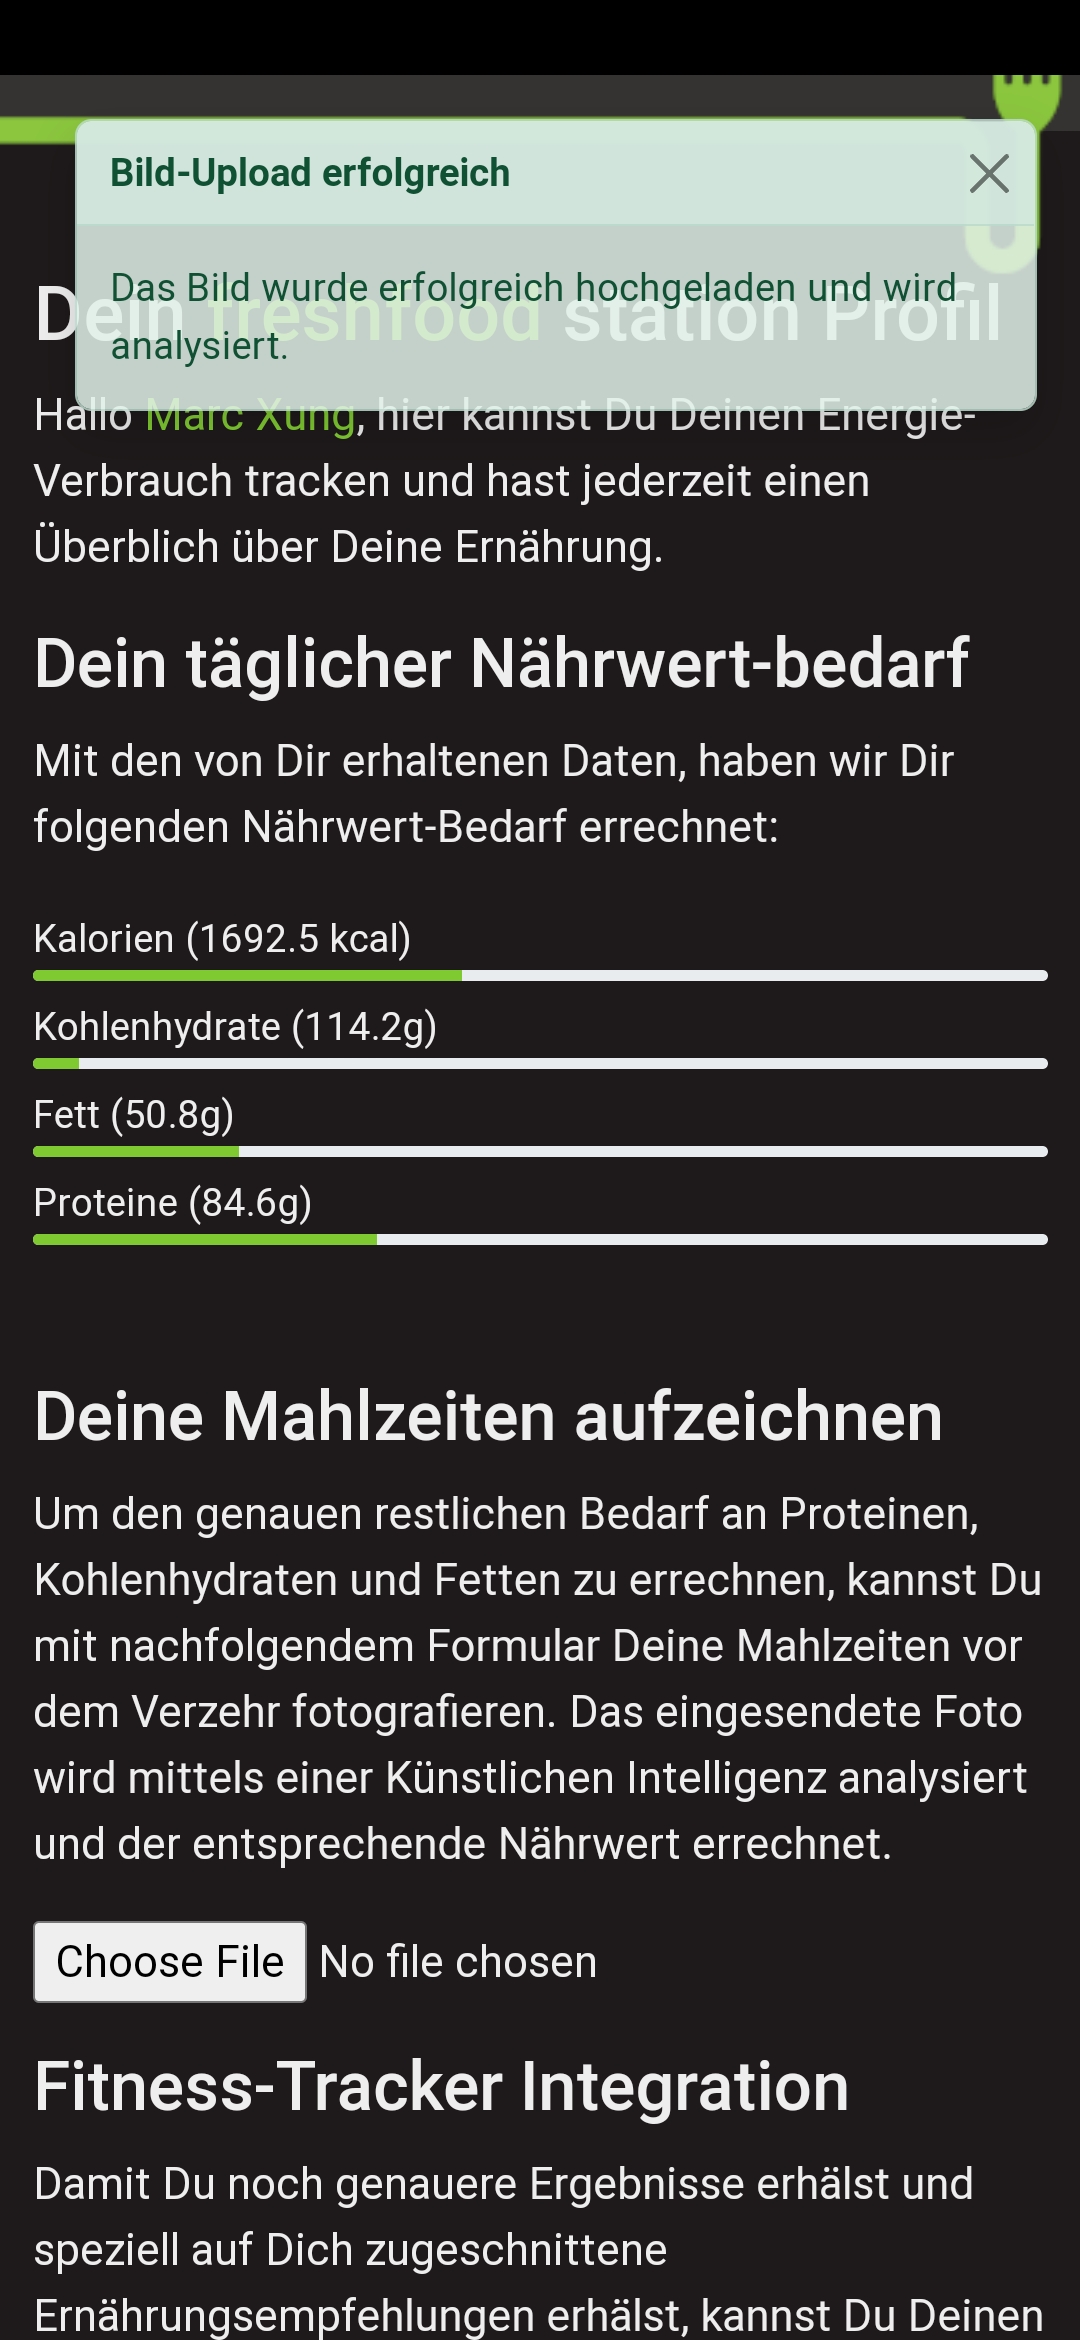 Bild-Upload erfolgreich
Das Bild wurde erfolgreich hochgeladen und wird
analysiert.
Dein freshfood station Profil
Hallo Marc Xung, hier kannst Du Deinen Energie-
Verbrauch tracken und hast jederzeit einen
Überblich über Deine Ernährung.
Dein täglicher Nährwert-bedarf
Mit den von Dir erhaltenen Daten, haben wir Dir
folgenden Nährwert-Bedarf errechnet:
Kalorien (1692.5 kcal)
Kohlenhydrate (114.2g)
Fett (50.8g)
Proteine (84.6g)
Deine Mahlzeiten aufzeichnen
Um den genauen restlichen Bedarf an Proteinen,
Kohlenhydraten und Fetten zu errechnen, kannst Du
mit nachfolgendem Formular Deine Mahlzeiten vor
dem Verzehr fotografieren. Das eingesendete Foto
wird mittels einer Künstlichen Intelligenz analysiert
und der entsprechende Nährwert errechnet.
Choose File No file chosen
Fitness-Tracker Integration
Damit Du noch genauere Ergebnisse erhälst und
speziell auf Dich zugeschnittene
Ernährungsempfehlungen erhälst, kannst Du Deinen